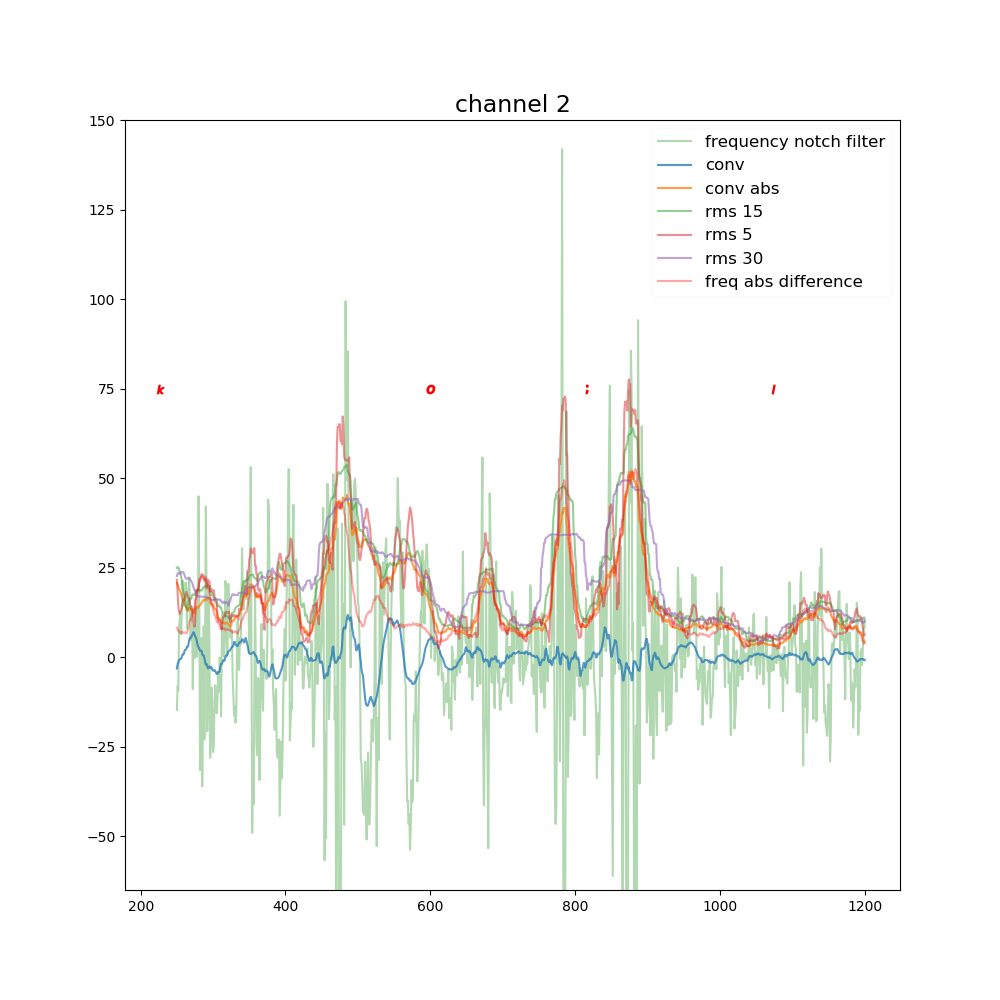 channel 2
150
125
100
75
50
25
0
−25
−50
frequency notch filter
conv
conv abs
rms 15
rms 5
rms 30
freq abs difference
k o ; l
200 400 600 800 1000 1200